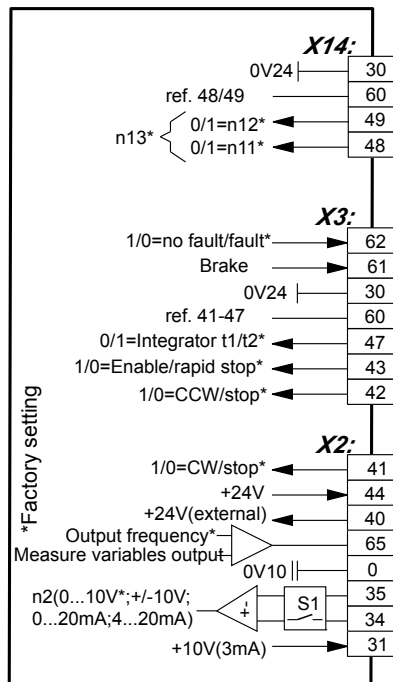 X14:
0V24 30
ref. 48/49 60
0/1=n12* 49
n13*
0/1=n11* 48
X3:
1/0=no fault/fault* 62
Brake 61
0V24 30
ref. 41-47 60
0/1=Integrator t1/t2* 47
1/0=Enable/rapid stop* 43
1/0=CCW/stop* 42
X2:
1/0=CW/stop* 41
+24V 44
+24V(external) 40
Output frequency*
Measure variables output 65
0V10 0
n2(0...10V*;+/-10V; 35
+/- S1
0...20mA;4...20mA) 34
+10V(3mA) 31
*Factory setting